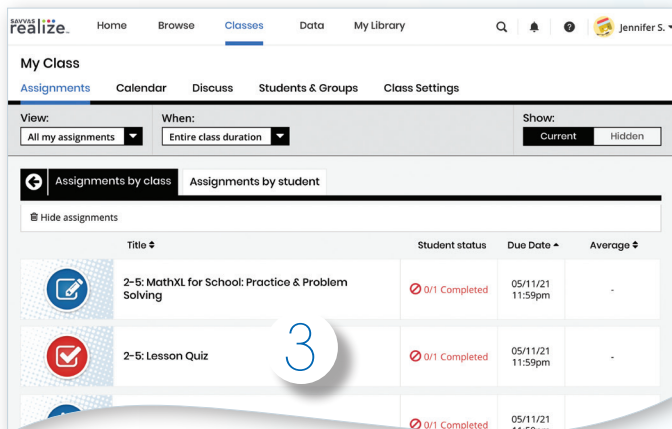 SAVVAS
realize™ Home Browse Classes Data My Library Jennifer S.
My Class
Assignments Calendar Discuss Students & Groups Class Settings
View: When: Show:
All my assignments Entire class duration Current Hidden
Assignments by class Assignments by student
Hide assignments
Title Student status Due Date Average
2-5: MathXL for School: Practice & Problem
Solving
0/1 Completed
05/11/21
11:59pm
-
2-5: Lesson Quiz
3
0/1 Completed
05/11/21
11:59pm
-
0/1 Completed
05/11/21